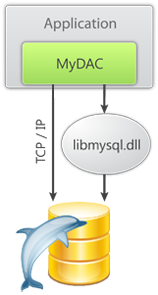 Application
MyDAC
TCP / IP
libmysql.dll